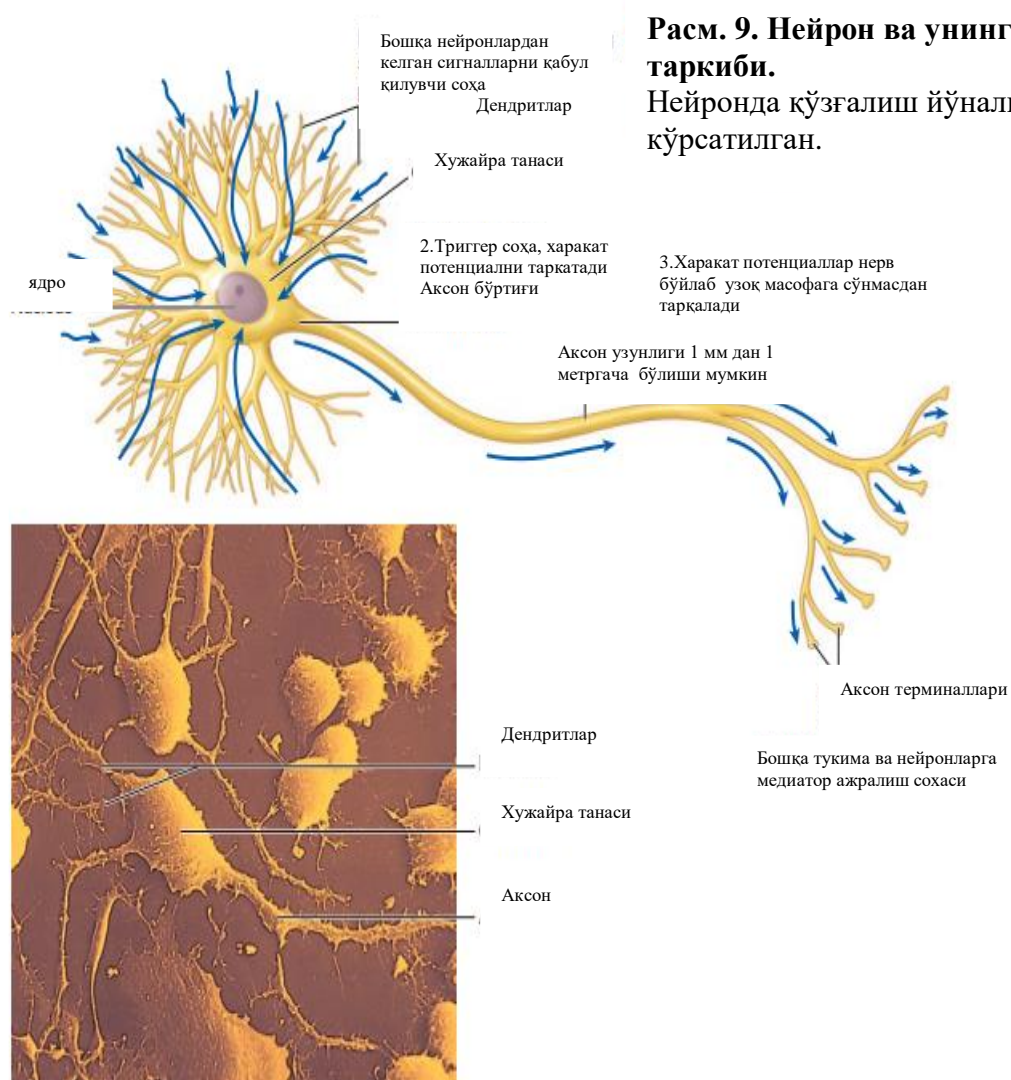 Расм. 9. Нейрон ва унинг
таркиби.
Нейронда қўзғалиш
кўрсатилган.
Бошқа нейронлардан
келган сигналларни қабул
қилувчи соҳа
Дендритлар
Хужайра танаси
2.Триггер соҳа, харакат
потенциални таркатади
Аксон бўртиғи
ядро
3.Харакат потенциаллар нерв
бўйлаб узоқ масофага сўнмасдан
тарқалади
Аксон узунлиги 1 мм дан 1
метргача бўлиши мумкин
Аксон терминаллари
Бошқа тукима ва нейронларга
медиатор ажралиш сохаси
Дендритлар
Хужайра танаси
Аксон